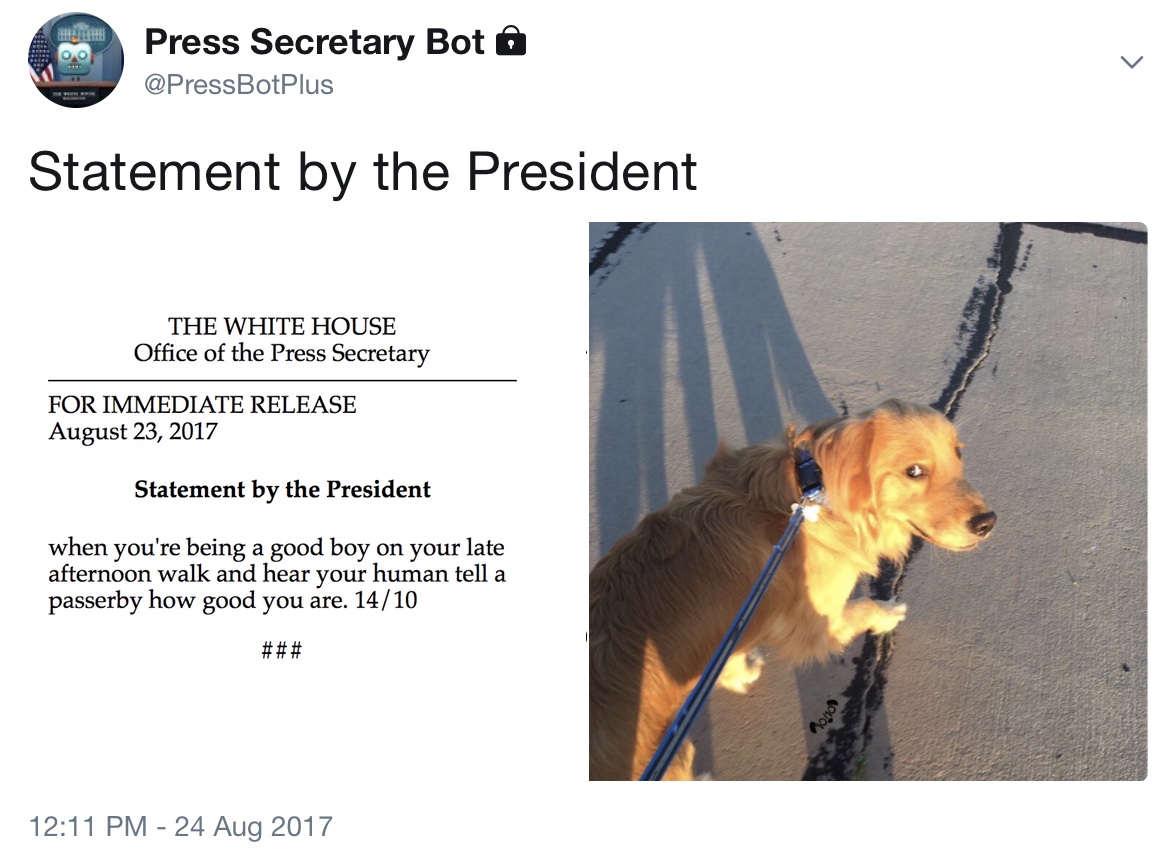 Press Secretary Bot
@PressBotPlus
Statement by the President
THE WHITE HOUSE
Office of the Press Secretary
FOR IMMEDIATE RELEASE
August 23, 2017
Statement by the President
when you're being a good boy on your late
afternoon walk and hear your human tell a
passerby how good you are. 14/10
###
10/10
12:11 PM - 24 Aug 2017